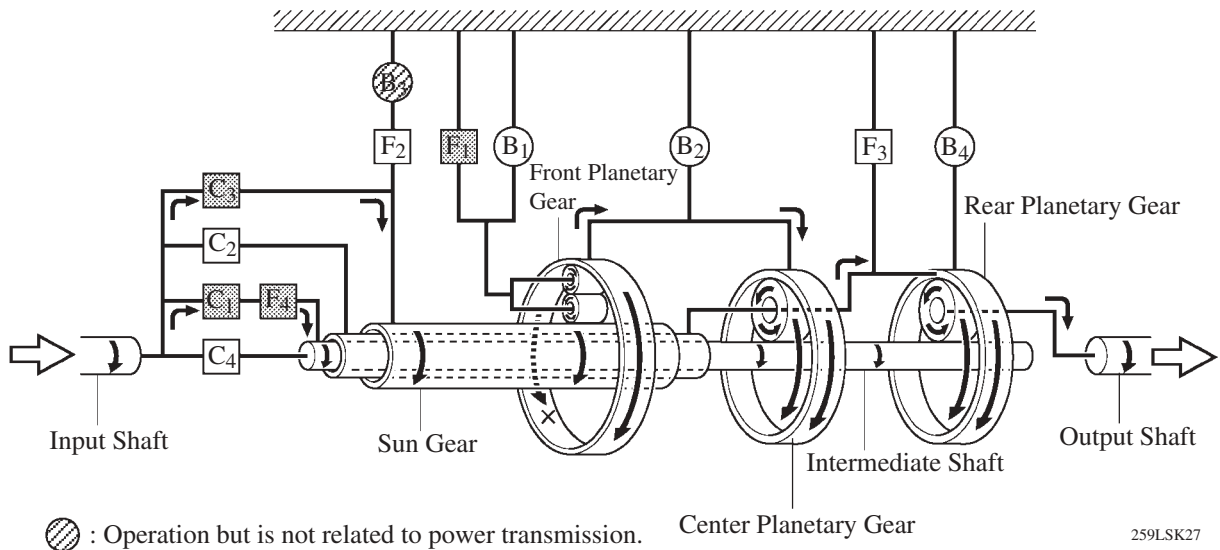 B3
F2
F1
B1
B2
F3
B4
Front Planetary
Gear
Rear Planetary Gear
C3
C2
C1
F4
C4
Input Shaft
Sun Gear
Intermediate Shaft
Output Shaft
Center Planetary Gear
: Operation but is not related to power transmission.
259LSK27